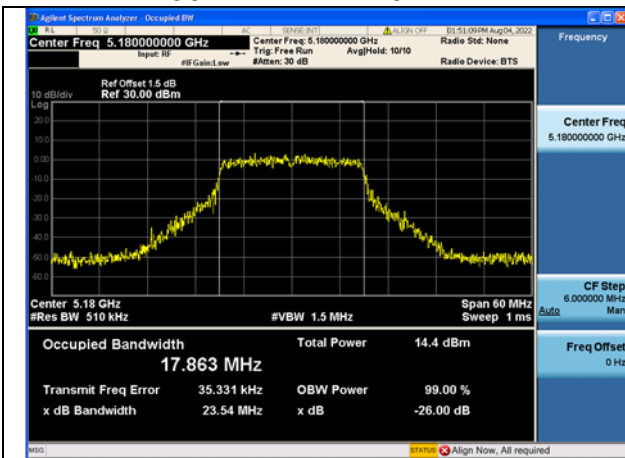 Agilent Spectrum Analyzer - Occupied BW
RL 50 Ω AC SENSE:INT ALIGN OFF 01:51:09 PM Aug 04, 2022
Center Freq 5.180000000 GHz Center Freq: 5.180000000 GHz Radio Std: None
Input: RF Trig: Free Run Avg|Hold: 10/10
#IFGain:Low #Atten: 30 dB Radio Device: BTS
Frequency
Ref Offset 1.5 dB
10 dB/div Ref 30.00 dBm
Log
20.0
10.0
0.00
-10.0
-20.0
-30.0
-40.0
-50.0
-60.0
Center Freq
5.180000000 GHz
Center 5.18 GHz Span 60 MHz
#Res BW 510 kHz #VBW 1.5 MHz Sweep 1 ms
CF Step
6.000000 MHz
Auto Man
Occupied Bandwidth Total Power 14.4 dBm
17.863 MHz
Transmit Freq Error 35.331 kHz OBW Power 99.00 %
x dB Bandwidth 23.54 MHz x dB -26.00 dB
Freq Offset
0 Hz
MSG STATUS Align Now, All required